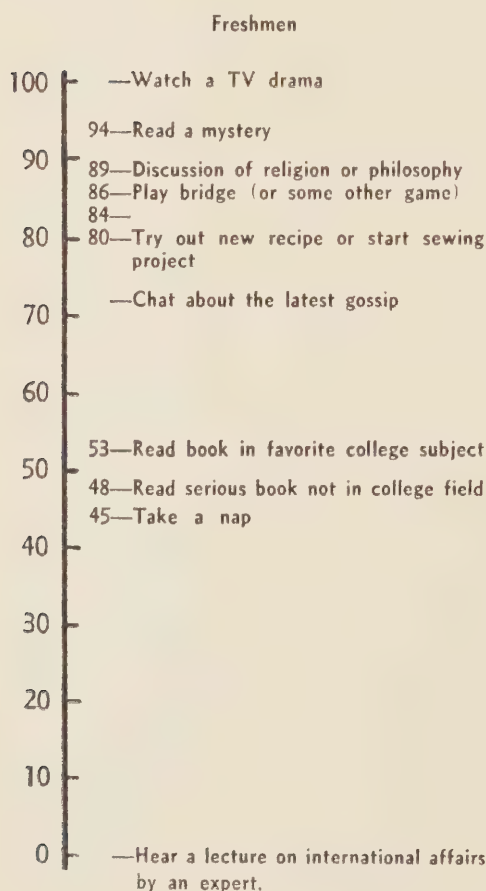 Freshmen
100 —Watch a TV drama
94—Read a mystery
90
89—Discussion of religion or philosophy
86—Play bridge (or some other game)
84—
80 80—Try out new recipe or start sewing
project
—Chat about the latest gossip
70
60
53—Read book in favorite college subject
50
48—Read serious book not in college field
45—Take a nap
40
30
20
10
0 —Hear a lecture on international affairs
by an expert.